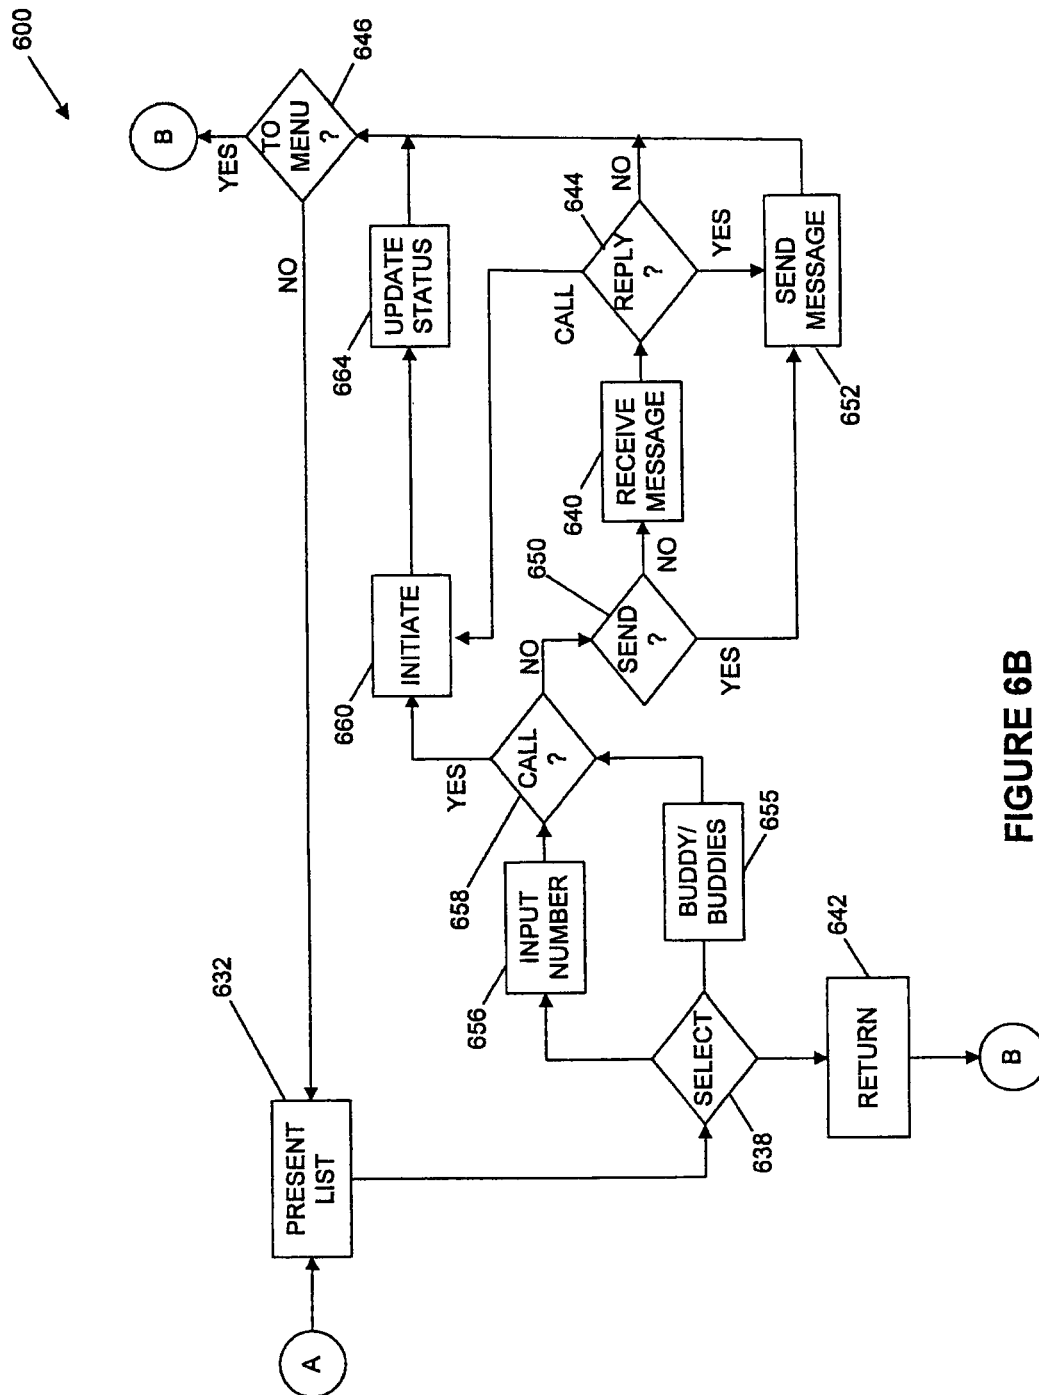 600
A
PRESENT
LIST
632
NO
TO
MENU
?
646
YES
B
INITIATE
660
UPDATE
STATUS
664
INPUT
NUMBER
656
CALL
?
658
YES
NO
CALL
SEND
?
650
NO
YES
RECEIVE
MESSAGE
640
REPLY
?
644
NO
YES
SEND
MESSAGE
652
SELECT
638
BUDDY/
BUDDIES
655
RETURN
642
B
FIGURE 6B